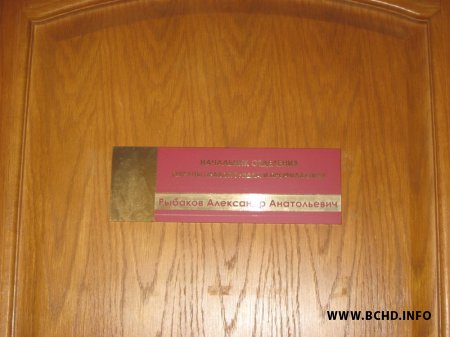 НАЧАЛЬНИК ОТДЕЛЕНИЯ
Рыбаков Александр Анатольевич
WWW.BCHD.INFO